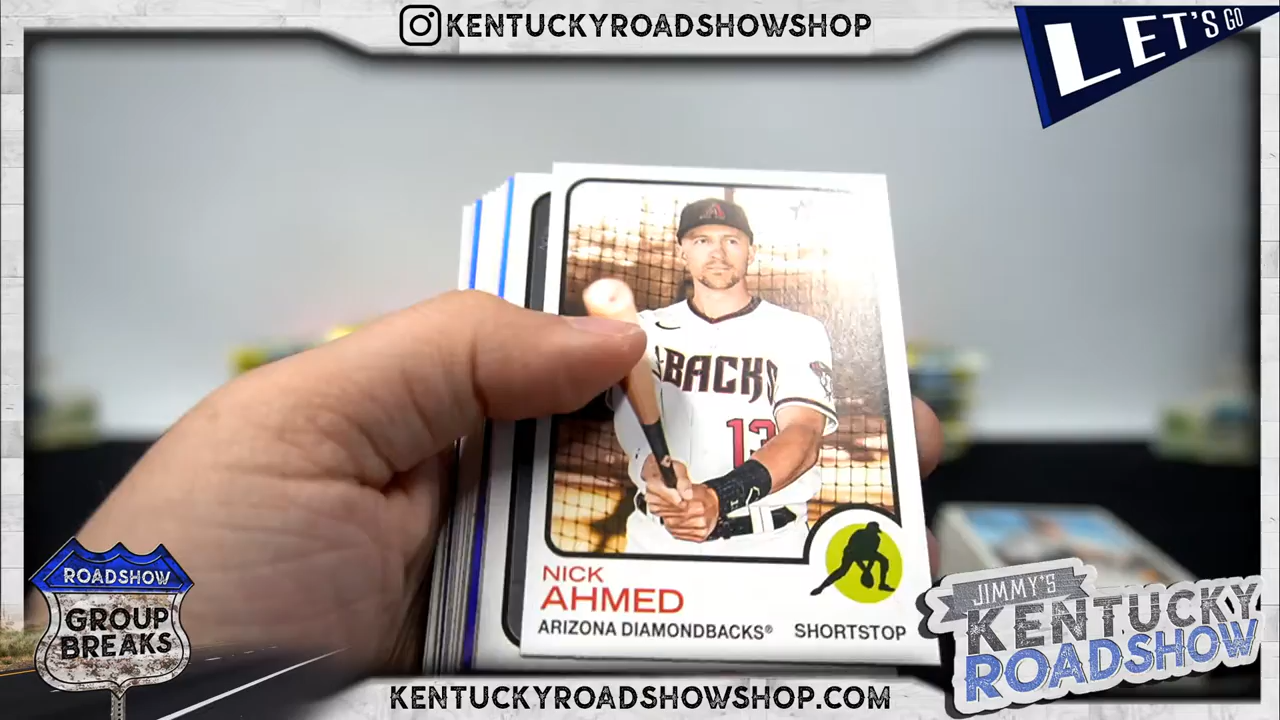 KENTUCKYROADSHOWSHOP
LET'S GO
BACKS
13
NICK
AHMED
ARIZONA DIAMONDBACKS® SHORTSTOP
ROADSHOW
GROUP
BREAKS
JIMMY'S
KENTUCKY
ROADSHOW
KENTUCKYROADSHOWSHOP.COM